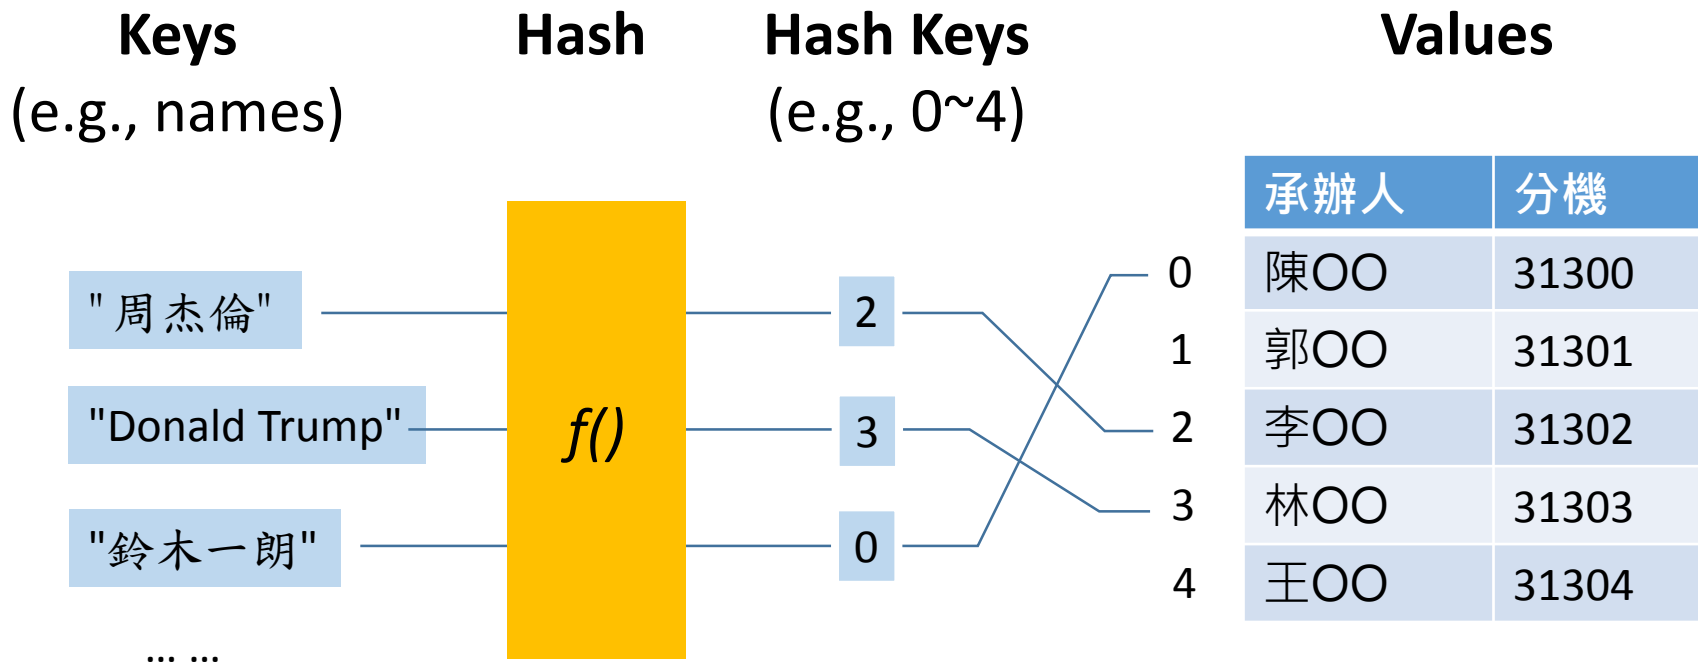 Keys Hash Hash Keys Values
(e.g., names) (e.g., 0~4)
承辦人 分機
0 陳OO 31300
"周杰倫" 2
1 郭OO 31301
"Donald Trump" f() 3 2 李OO 31302
3 林OO 31303
"鈴木一朗" 0
4 王OO 31304
... ...